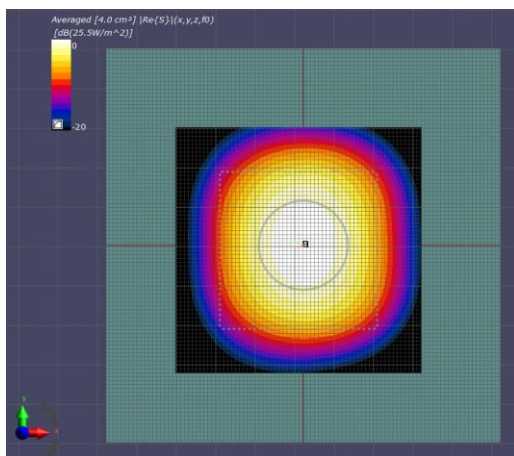 Averaged [4.0 cm²] |Re{S}|(x,y,z,f0)
[dB(25.5W/m^2)]
0
-20
y
x